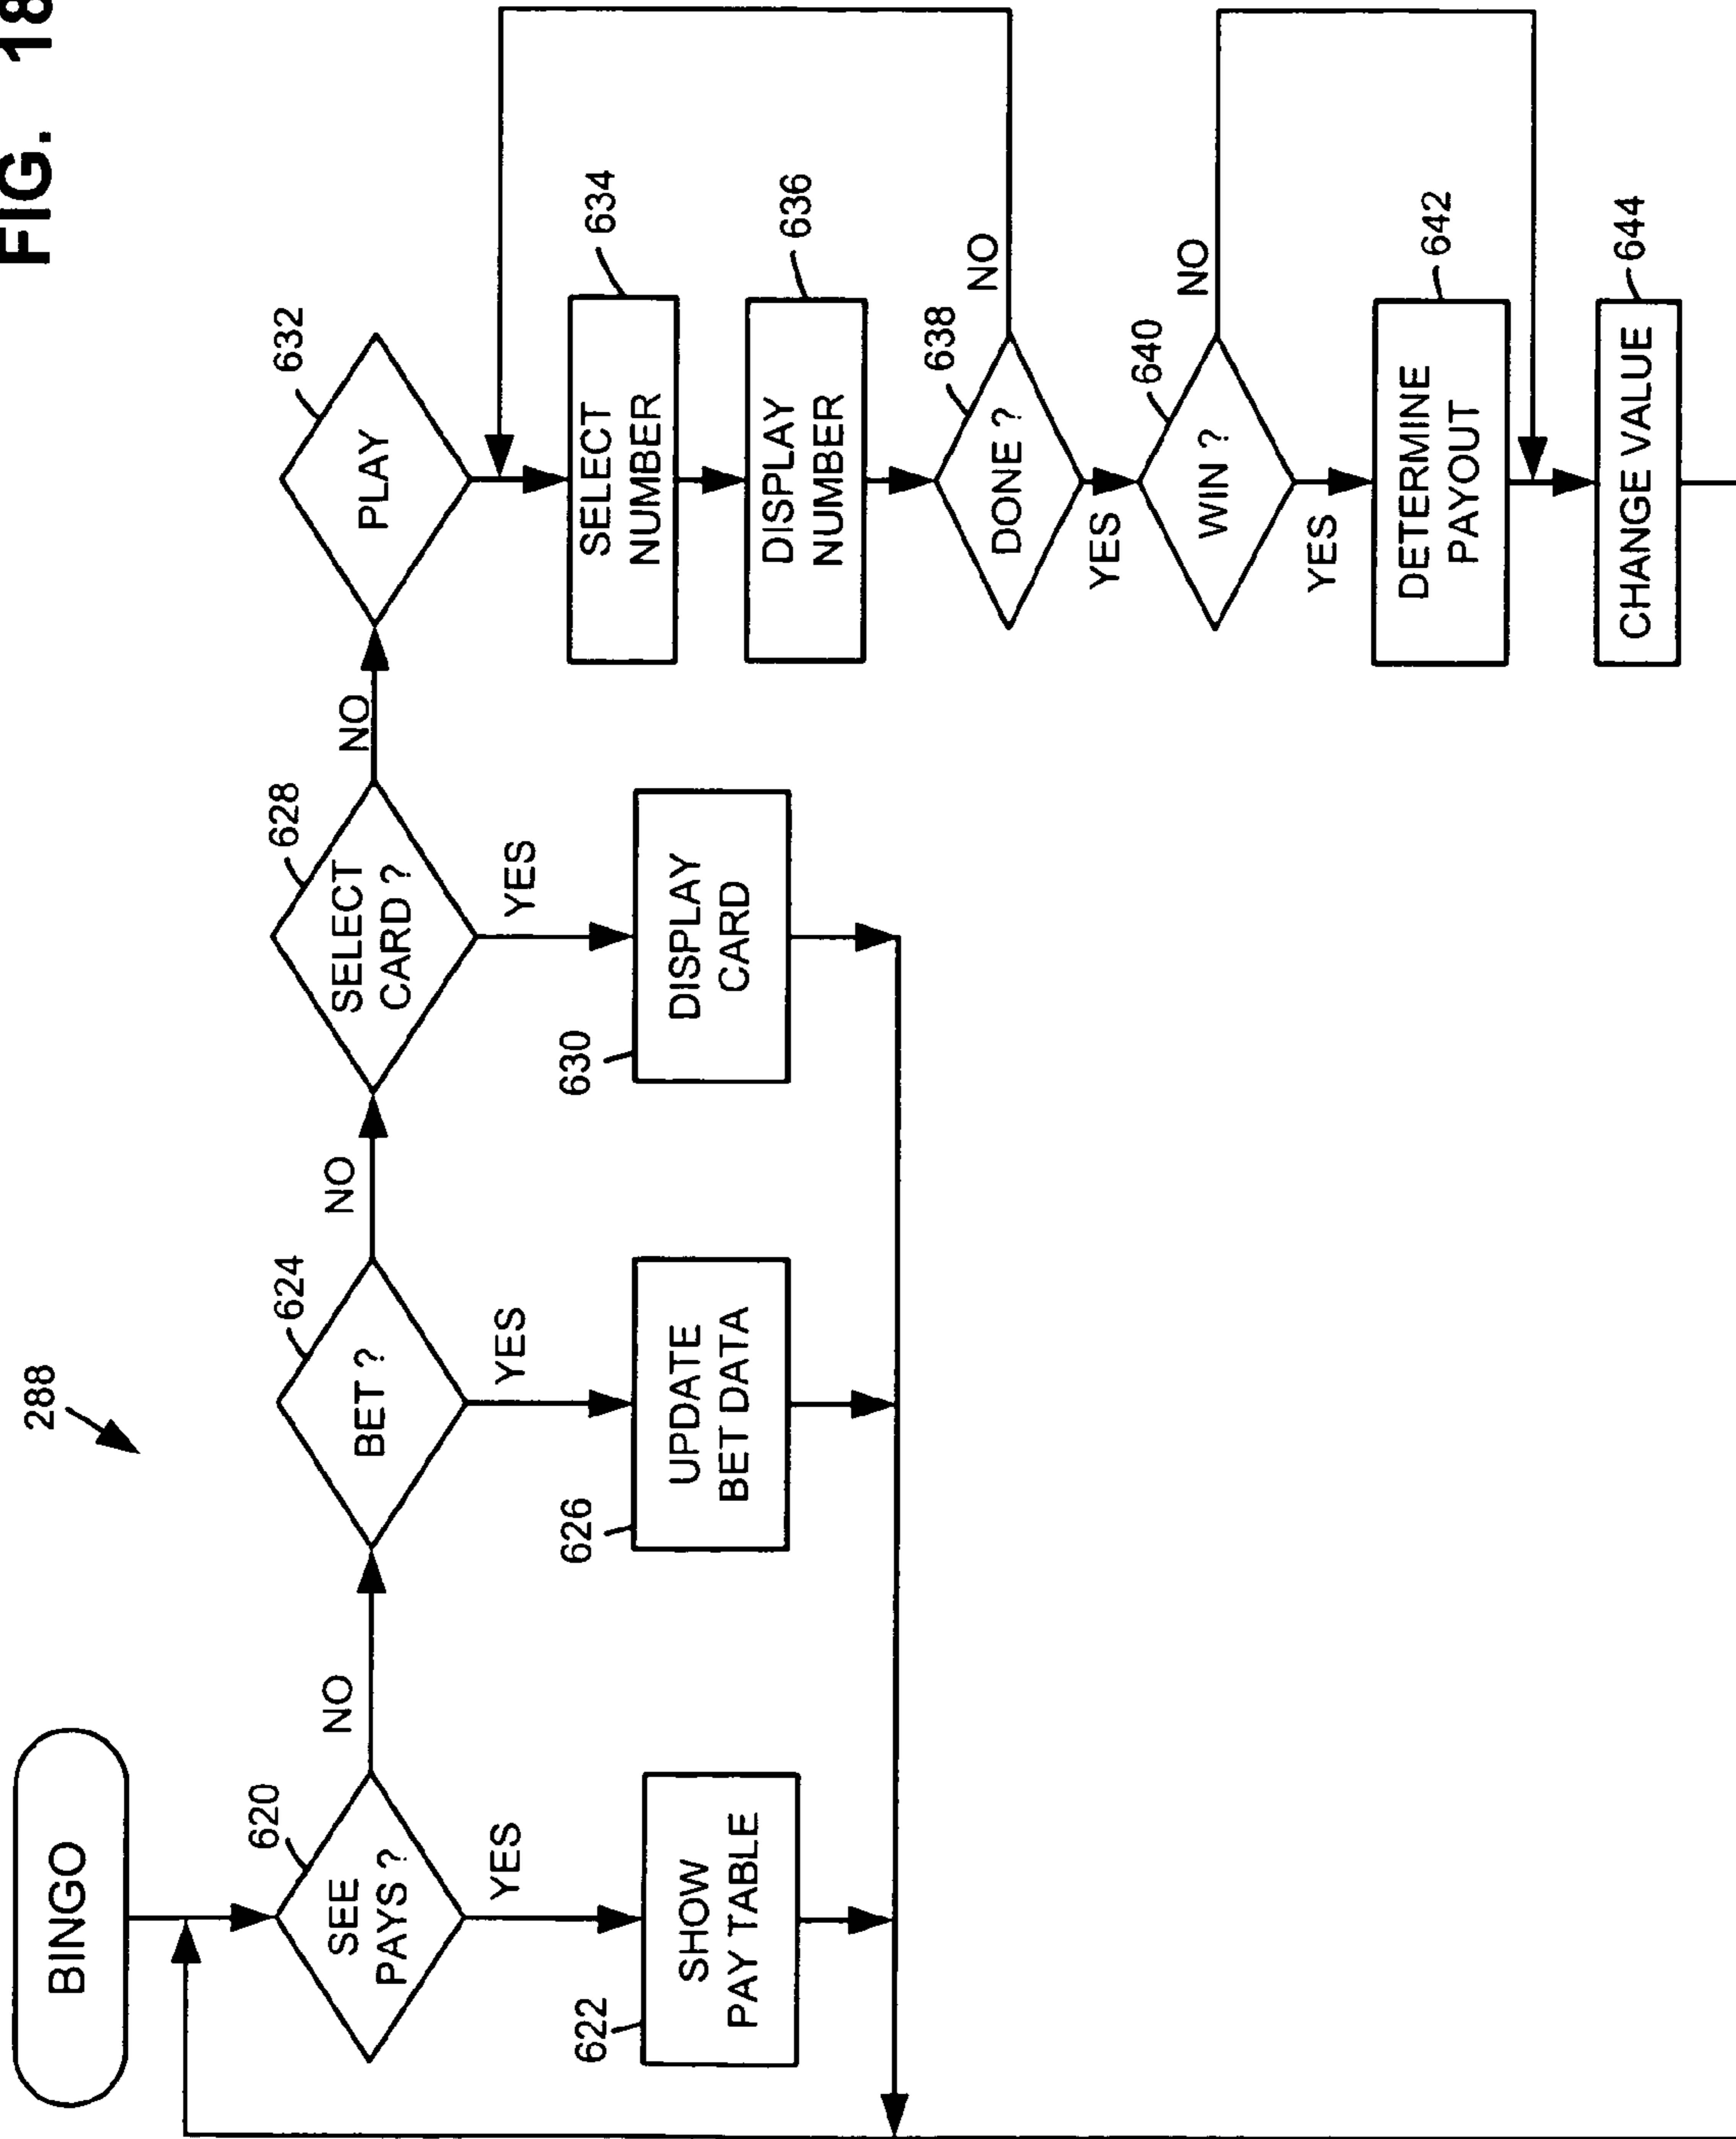 FIG. 18
288
BINGO
620
SEE
PAYS ?
NO
YES
622
SHOW
PAY TABLE
624
BET ?
NO
YES
626
UPDATE
BET DATA
628
SELECT
CARD ?
NO
YES
630
DISPLAY
CARD
632
PLAY
634
SELECT
NUMBER
636
DISPLAY
NUMBER
638
DONE ?
NO
YES
640
WIN ?
NO
YES
642
DETERMINE
PAYOUT
644
CHANGE VALUE